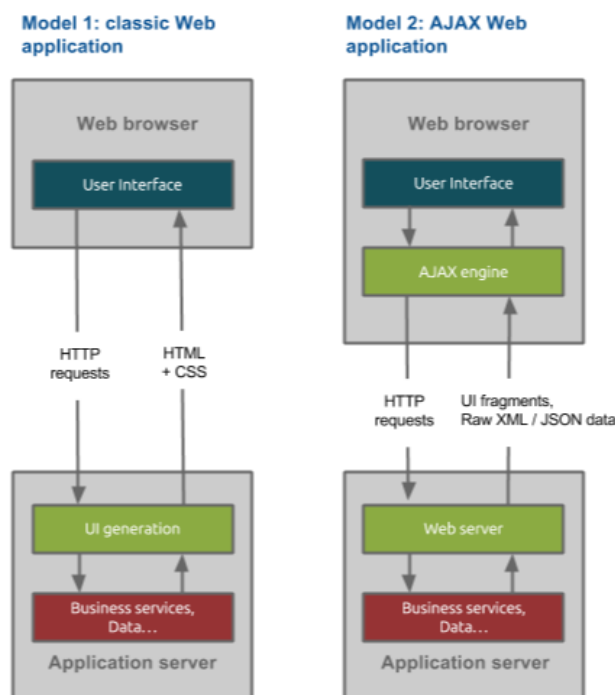 Model 1: classic Web
application
Web browser
User Interface
HTTP
requests
HTML
+ CSS
UI generation
Business services,
Data...
Application server
Model 2: AJAX Web
application
Web browser
User Interface
AJAX engine
HTTP
requests
UI fragments,
Raw XML / JSON data
Web server
Business services,
Data...
Application server